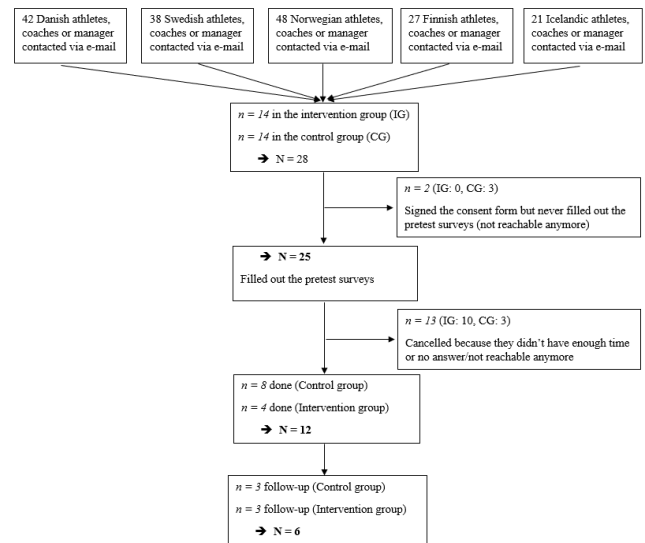 42 Danish athletes,
coaches or manager
contacted via e-mail
38 Swedish athletes,
coaches or manager
contacted via e-mail
48 Norwegian athletes,
coaches or manager
contacted via e-mail
27 Finnish athletes,
coaches or manager
contacted via e-mail
21 Icelandic athletes,
coaches or manager
contacted via e-mail
n = 14 in the intervention group (IG)
n = 14 in the control group (CG)
➔ N = 28
n = 2 (IG: 0, CG: 3)
Signed the consent form but never filled out the
pretest surveys (not reachable anymore)
➔ N = 25
Filled out the pretest surveys
n = 13 (IG: 10, CG: 3)
Cancelled because they didn’t have enough time
or no answer/not reachable anymore
n = 8 done (Control group)
n = 4 done (Intervention group)
➔ N = 12
n = 3 follow-up (Control group)
n = 3 follow-up (Intervention group)
➔ N = 6